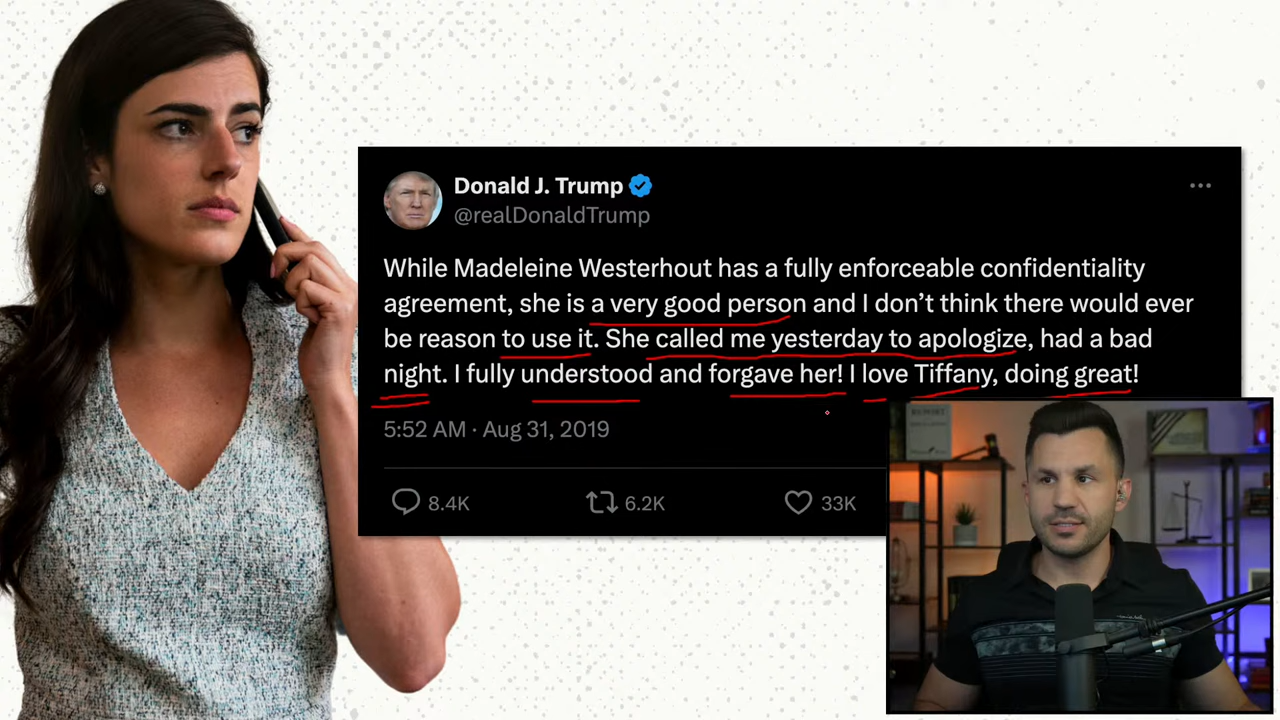 Donald J. Trump
@realDonaldTrump
While Madeleine Westerhout has a fully enforceable confidentiality
agreement, she is a very good person and I don’t think there would ever
be reason to use it. She called me yesterday to apologize, had a bad
night. I fully understood and forgave her! I love Tiffany, doing great!
5:52 AM · Aug 31, 2019
8.4K
6.2K
33K